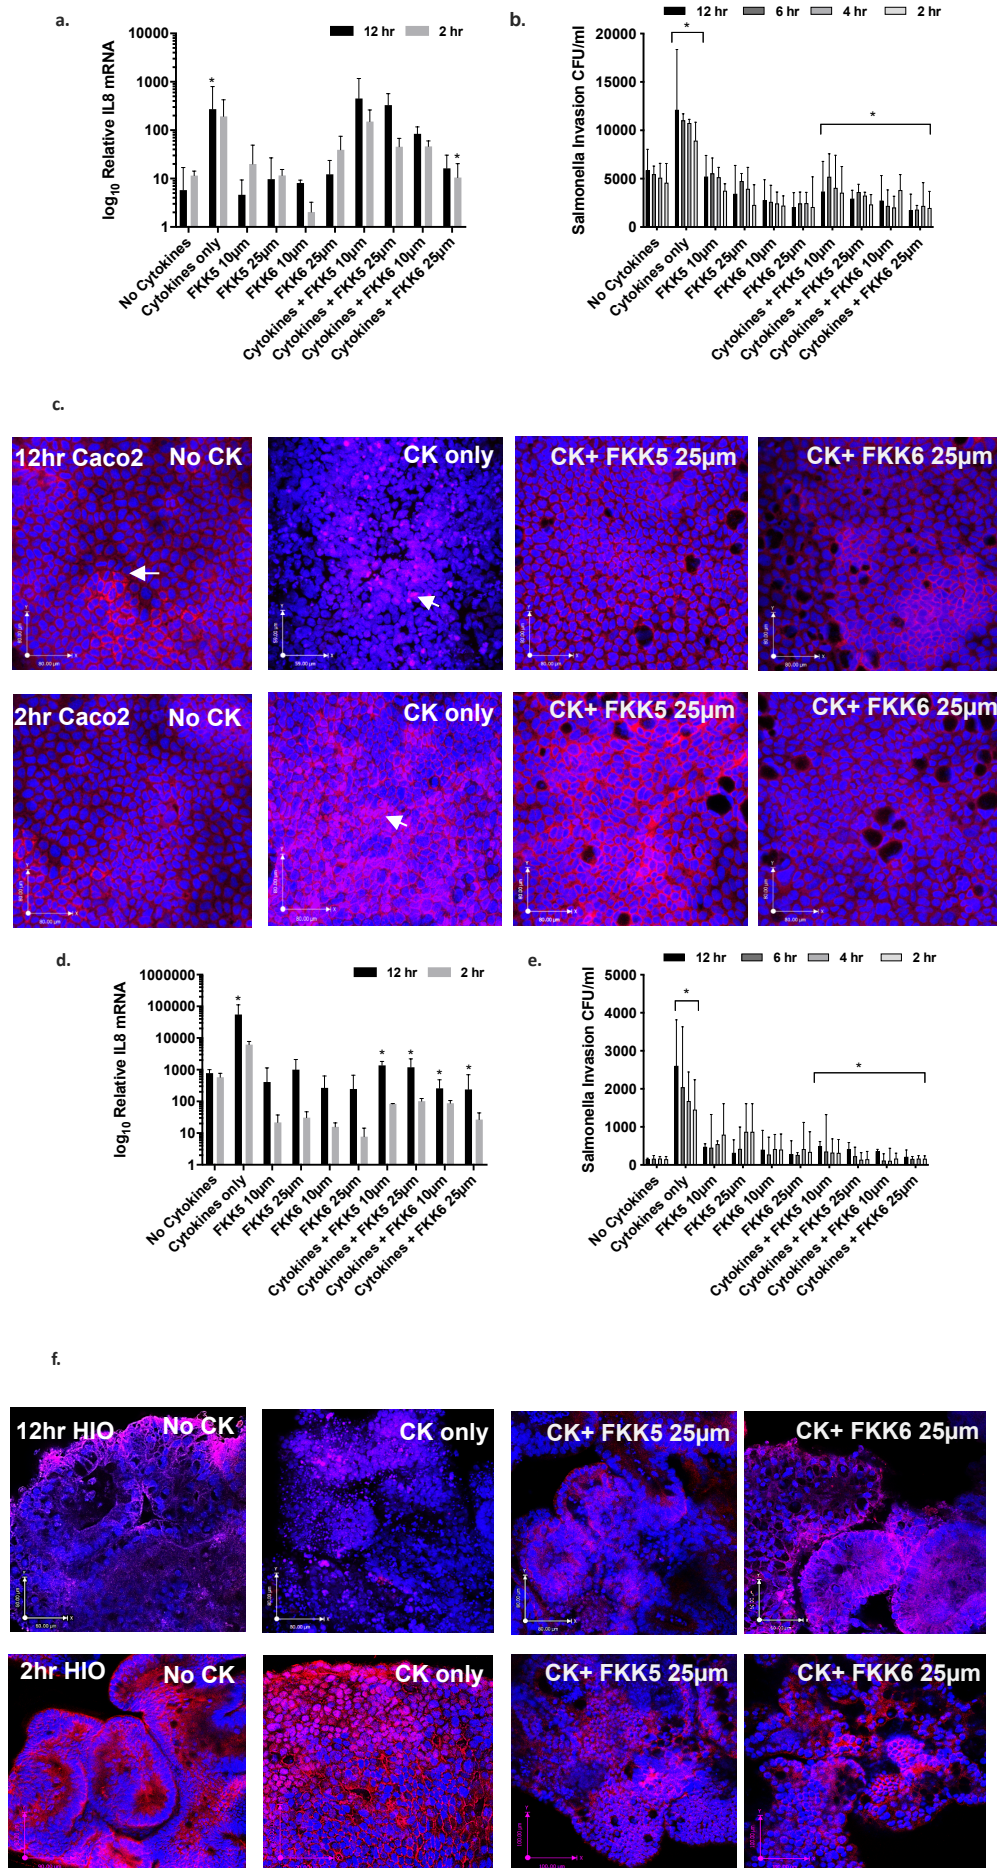 a.
12 hr 2 hr
log10 Relative IL8 mRNA
10000
1000
100
10
1
*
*
No Cytokines
Cytokines only
FKK5 10µm
FKK5 25µm
FKK6 10µm
FKK6 25µm
Cytokines + FKK5 10µm
Cytokines + FKK5 25µm
Cytokines + FKK6 10µm
Cytokines + FKK6 25µm
b.
12 hr 6 hr 4 hr 2 hr
Salmonella Invasion CFU/ml
20000
15000
10000
5000
0
*
*
No Cytokines
Cytokines only
FKK5 10µm
FKK5 25µm
FKK6 10µm
FKK6 25µm
Cytokines + FKK5 10µm
Cytokines + FKK5 25µm
Cytokines + FKK6 10µm
Cytokines + FKK6 25µm
c.
12hr Caco2 No CK
CK only
CK+ FKK5 25µm
CK+ FKK6 25µm
2hr Caco2 No CK
CK only
CK+ FKK5 25µm
CK+ FKK6 25µm
d.
12 hr 2 hr
log10 Relative IL8 mRNA
1000000
100000
10000
1000
100
10
1
*
*
*
*
*
No Cytokines
Cytokines only
FKK5 10µm
FKK5 25µm
FKK6 10µm
FKK6 25µm
Cytokines + FKK5 10µm
Cytokines + FKK5 25µm
Cytokines + FKK6 10µm
Cytokines + FKK6 25µm
e.
12 hr 6 hr 4 hr 2 hr
Salmonella Invasion CFU/ml
5000
4000
3000
2000
1000
0
*
*
No Cytokines
Cytokines only
FKK5 10µm
FKK5 25µm
FKK6 10µm
FKK6 25µm
Cytokines + FKK5 10µm
Cytokines + FKK5 25µm
Cytokines + FKK6 10µm
Cytokines + FKK6 25µm
f.
12hr HIO No CK
CK only
CK+ FKK5 25µm
CK+ FKK6 25µm
2hr HIO No CK
CK only
CK+ FKK5 25µm
CK+ FKK6 25µm